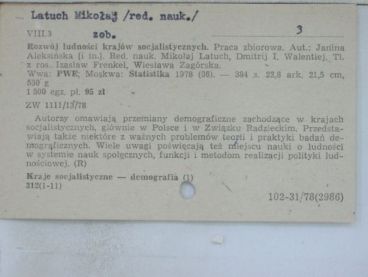 Latuch Mikołaj /red. nauk./
VIII.3 zob. 3
Rozwój ludności krajów socjalistycznych. Praca zbiorowa. Aut.: Janina
Aleksińska [i in.]. Red. nauk. Mikołaj Latuch, Dmitrij I. Walentiej. Tł.
z ros. Izasław Frenkel, Wiesława Zagórska.
Wwa: PWE; Moskwa: Statistika 1978 (06). — 394 s. 22,8 ark. 21,5 cm,
550 g
1 500 egz. pł. 95 zł
ZW 1111/13/78
Autorzy omawiają przemiany demograficzne zachodzące w krajach
socjalistycznych, głównie w Polsce i w Związku Radzieckim. Przedsta-
wiają także niektóre z ważnych problemów teorii i praktyki badań de-
mograficznych. Wiele uwagi poświęcają też miejscu nauki o ludności
w systemie nauk społecznych, funkcji i metodom realizacji polityki lud-
nościowej. (R)
Kraje socjalistyczne — demografia (1)
312(1-11)
102-31/78(2986)